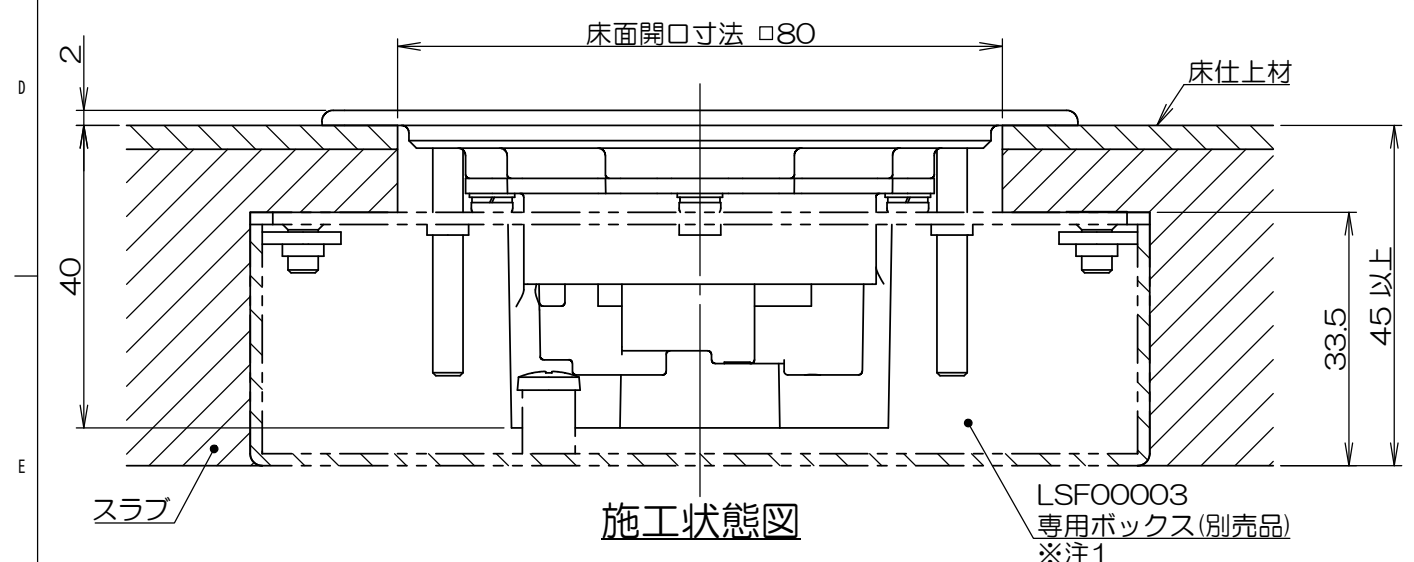 床面開口寸法 □80
2
D
床仕上材
40
33.5
45 以上
E
スラブ
施工状態図
LSF00003
専用ボックス(別売品)
※注1